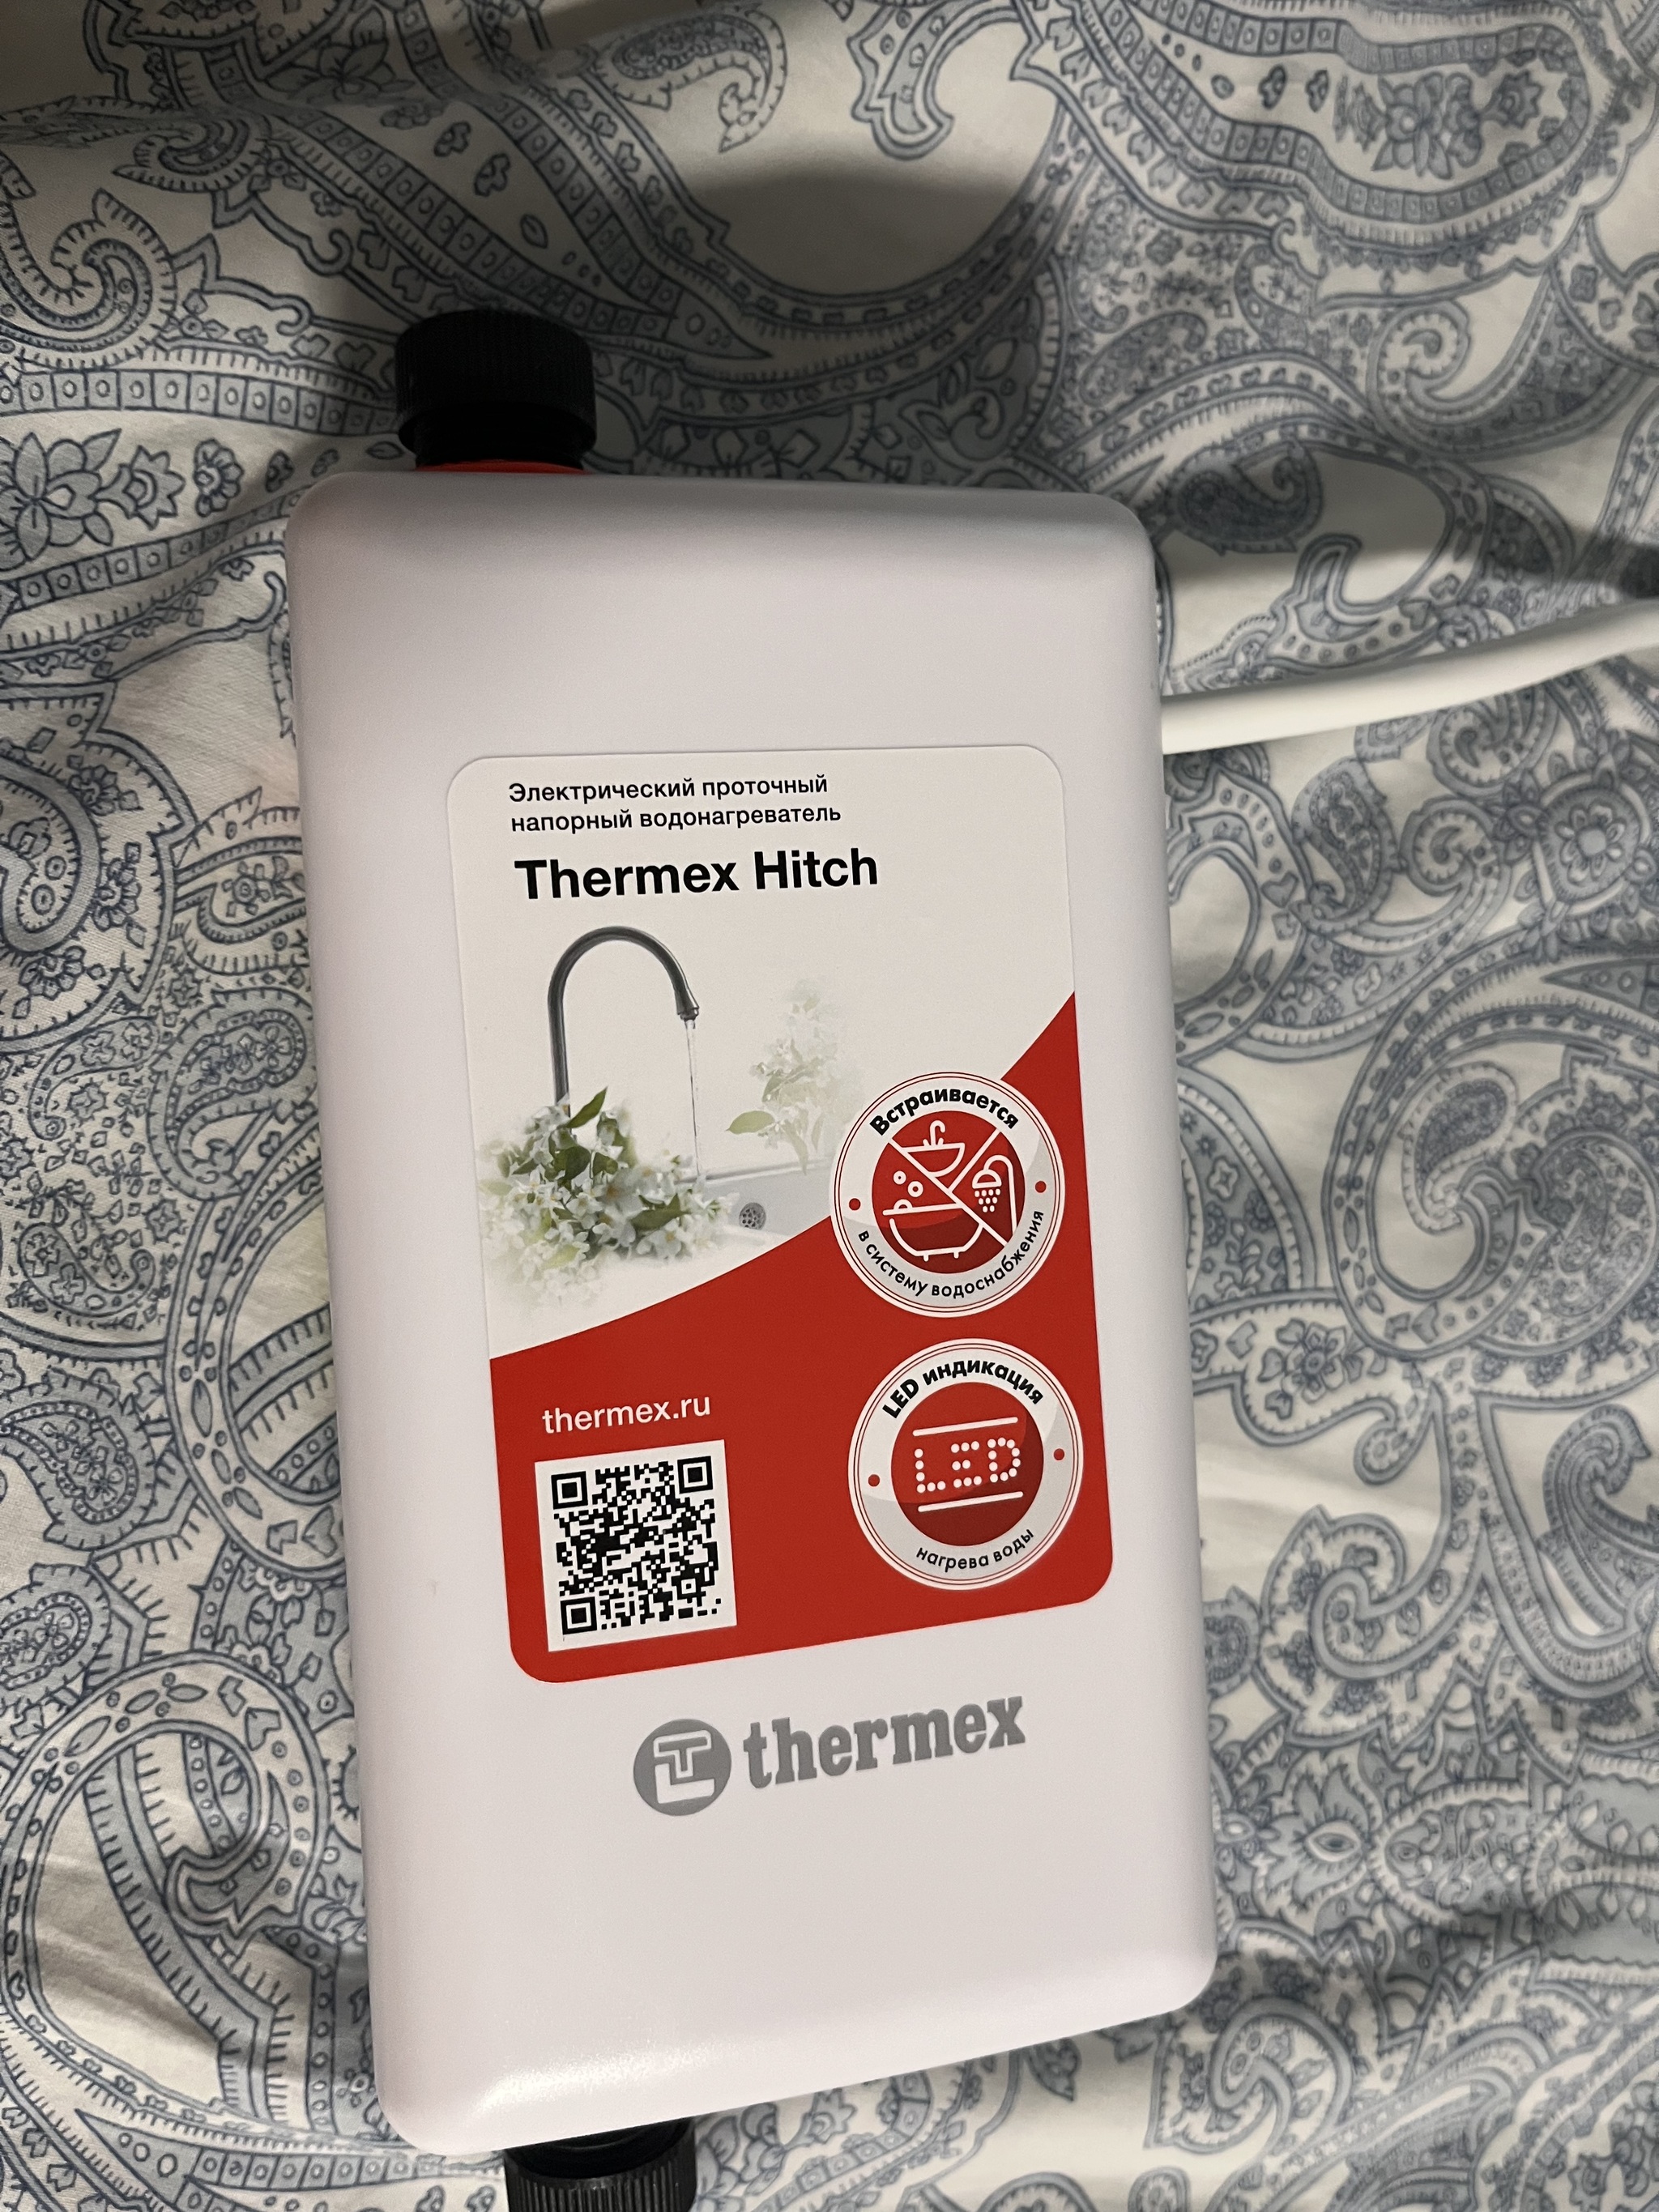 Электрический проточный
напорный водонагреватель
Thermex Hitch
Встраивается
в систему водоснабжения
LED индикация
LED
нагрева воды
thermex.ru
thermex